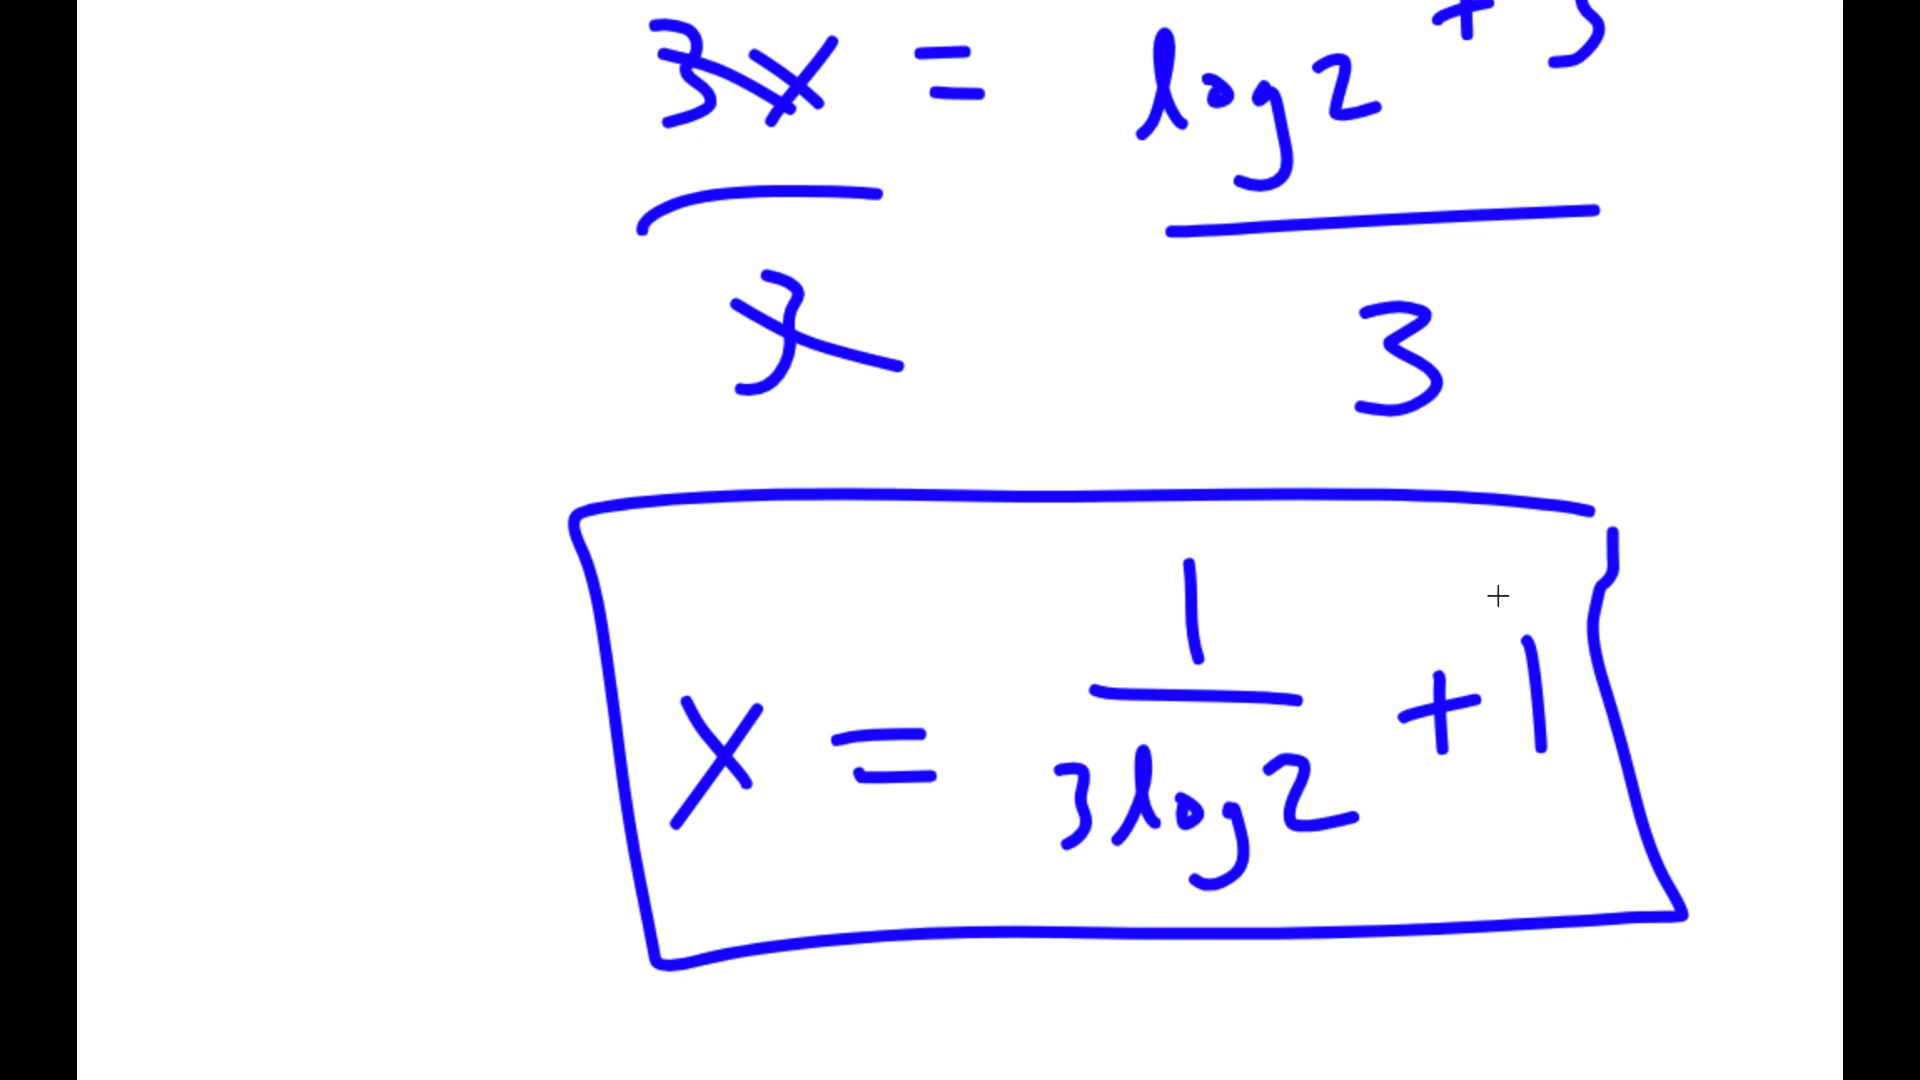 3x = log2 + 3
3 3
x = 1/3log2 + 1